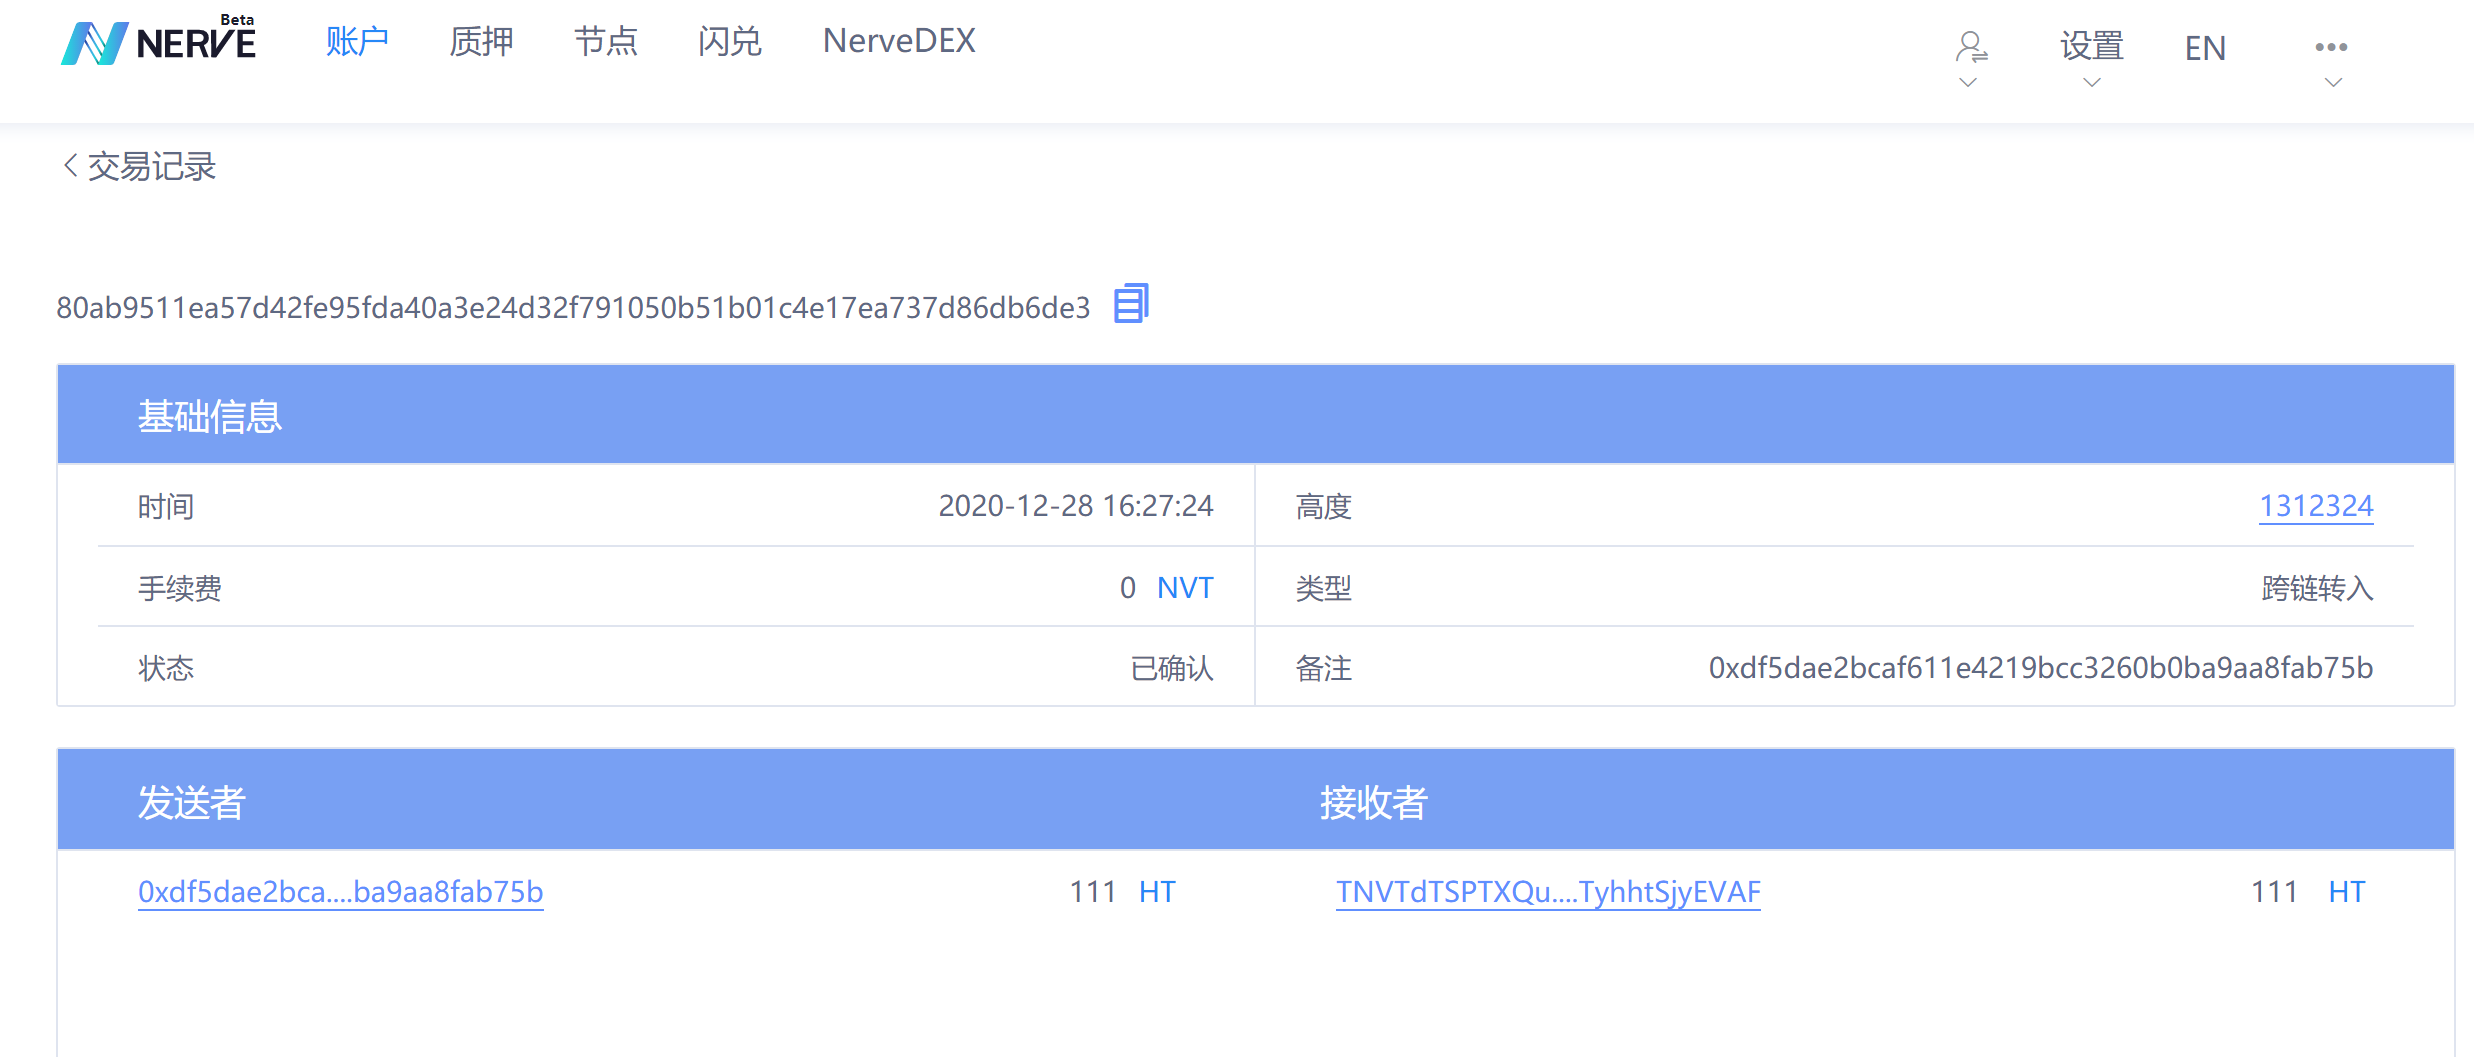 Beta
NERVE 账户 质押 节点 闪兑 NerveDEX 设置 EN
交易记录
80ab9511ea57d42fe95fda40a3e24d32f791050b51b01c4e17ea737d86db6de3
基础信息
时间 2020-12-28 16:27:24 高度 1312324
手续费 0 NVT 类型 跨链转入
状态 已确认 备注 0xdf5dae2bcaf611e4219bcc3260b0ba9aa8fab75b
发送者 接收者
0xdf5dae2bca....ba9aa8fab75b 111 HT TNVTdTSPTXQu....TyhhtSjyEVAF 111 HT